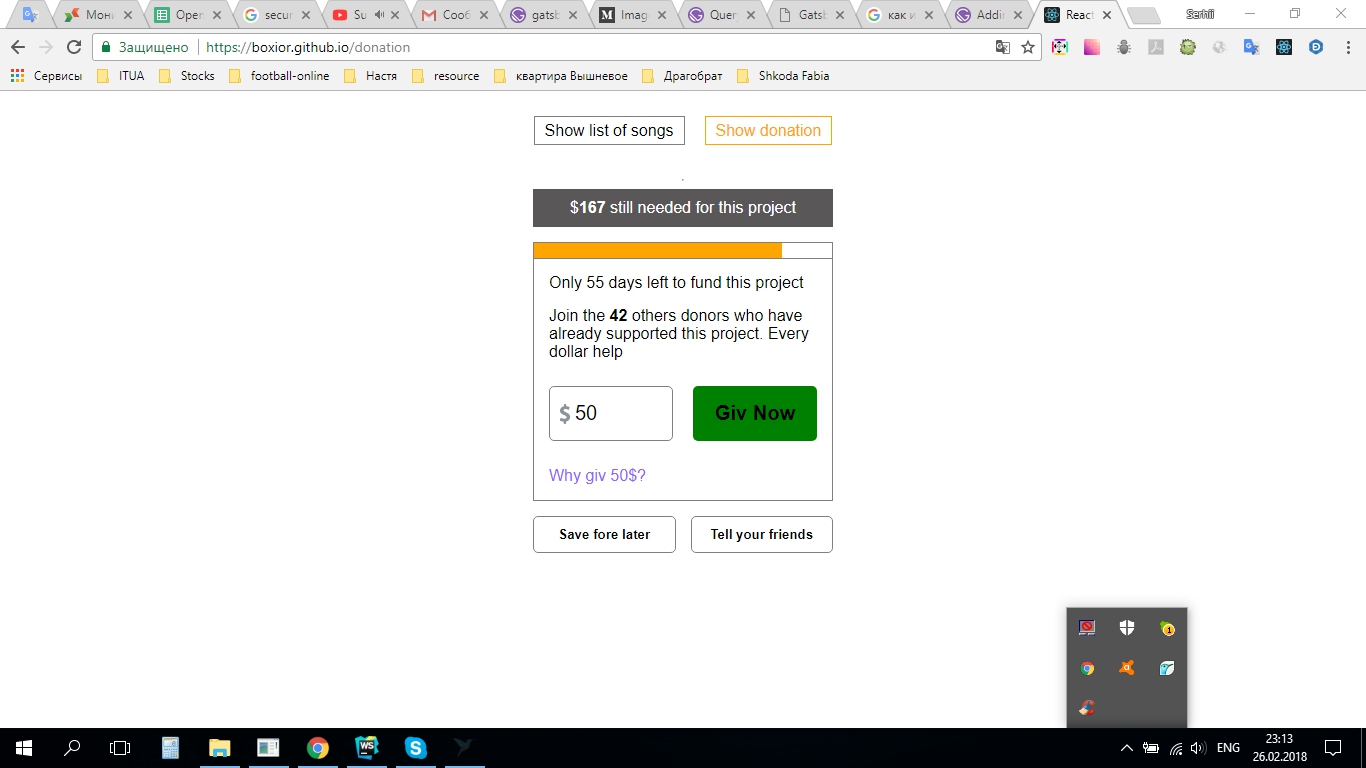 Мони
Oper
secur
Su
Сооб
gatsb
Imag
Quer
Gatsb
как и
Addi
React
Serhii
Защищено
https://boxior.github.io/donation
Сервисы
ITUA
Stocks
football-online
Настя
resource
квартира Вышневое
Драгобрат
Shkoda Fabia
Show list of songs
Show donation
$167 still needed for this project
Only 55 days left to fund this project
Join the 42 others donors who have
already supported this project. Every
dollar help
$ 50
Giv Now
Why giv 50$?
Save fore later
Tell your friends
WS
ENG
23:13
26.02.2018